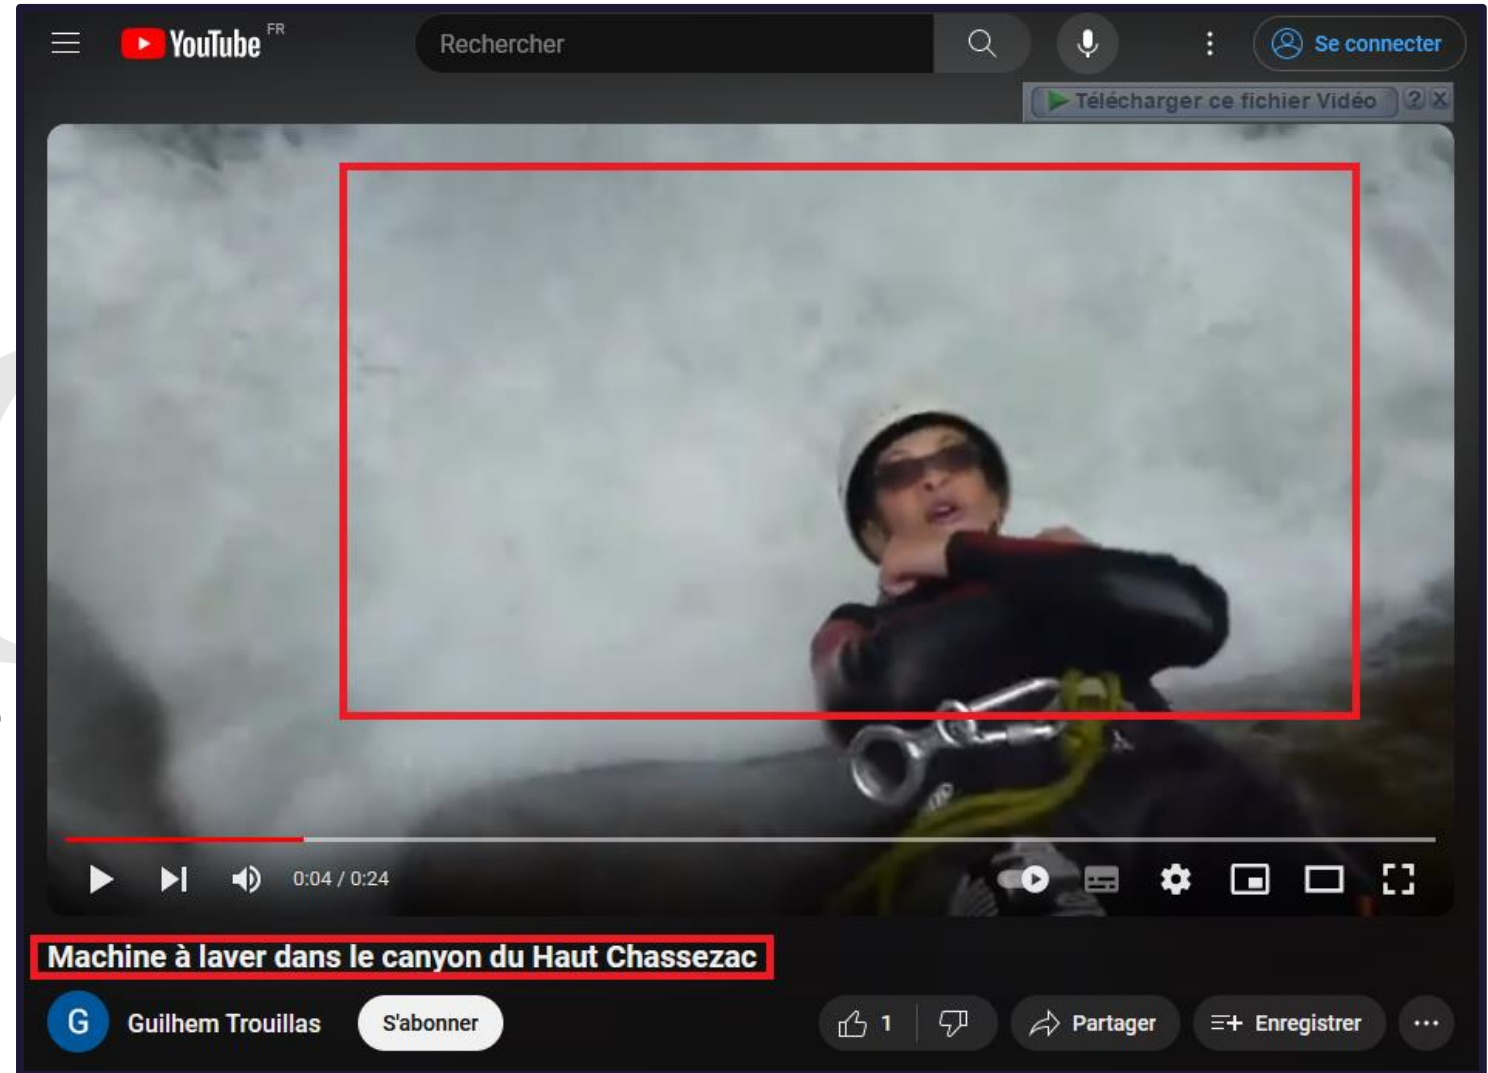 YouTube FR
Rechercher
Se connecter
Télécharger ce fichier Vidéo ? X
0:04 / 0:24
Machine à laver dans le canyon du Haut Chassezac
G
Guilhem Trouillas
S'abonner
1
Partager
Enregistrer